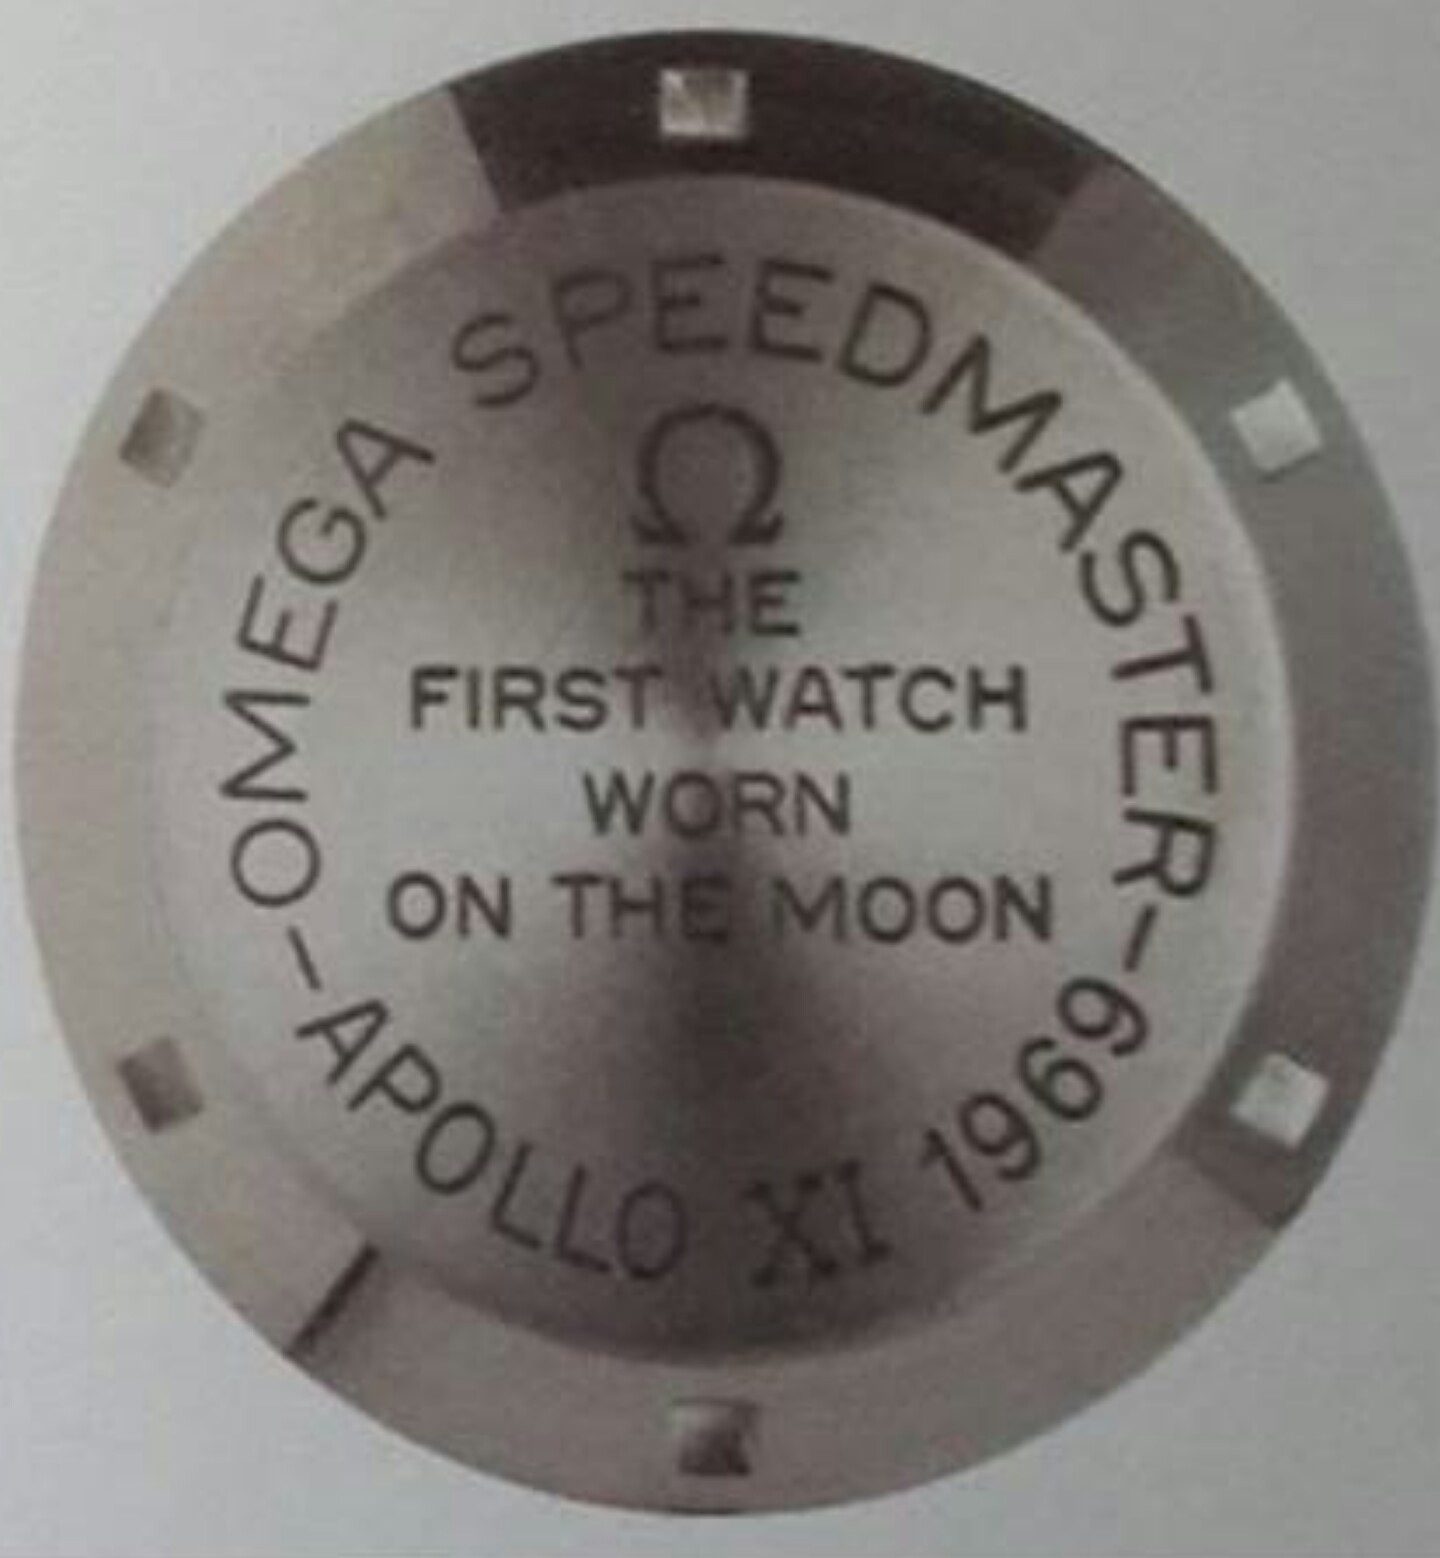 OMEGA SPEEDMASTER-1969
-APOLLO XI
Ω
THE
FIRST WATCH
WORN
ON THE MOON